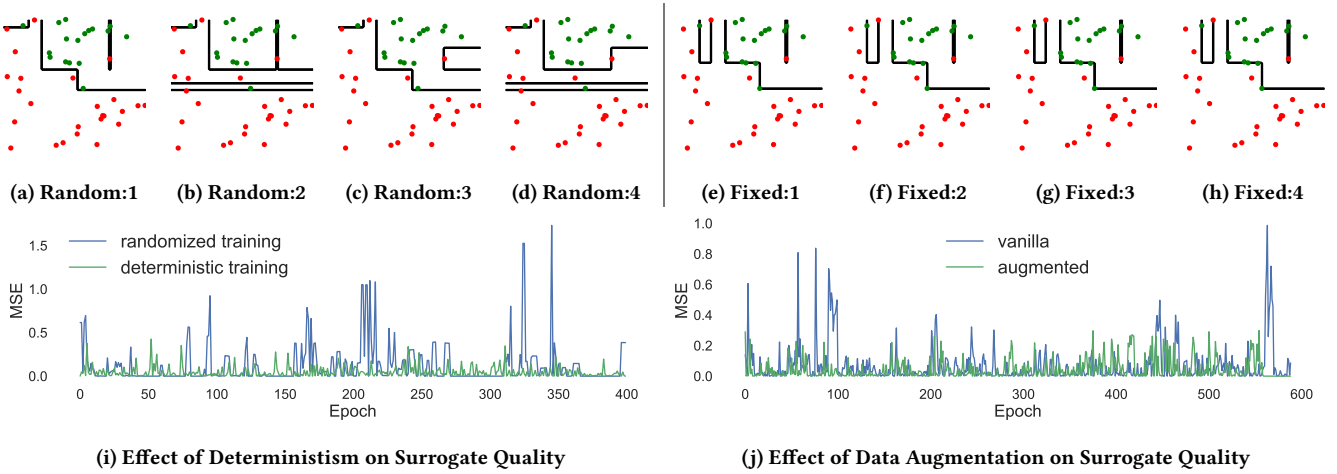 (a) Random:1
(b) Random:2
(c) Random:3
(d) Random:4
(e) Fixed:1
(f) Fixed:2
(g) Fixed:3
(h) Fixed:4
randomized training
deterministic training
MSE
1.5
1.0
0.5
0.0
0 50 100 150 200 250 300 350 400
Epoch
(i) Effect of Deterministism on Surrogate Quality
vanilla
augmented
MSE
1.0
0.8
0.6
0.4
0.2
0.0
0 100 200 300 400 500 600
Epoch
(j) Effect of Data Augmentation on Surrogate Quality